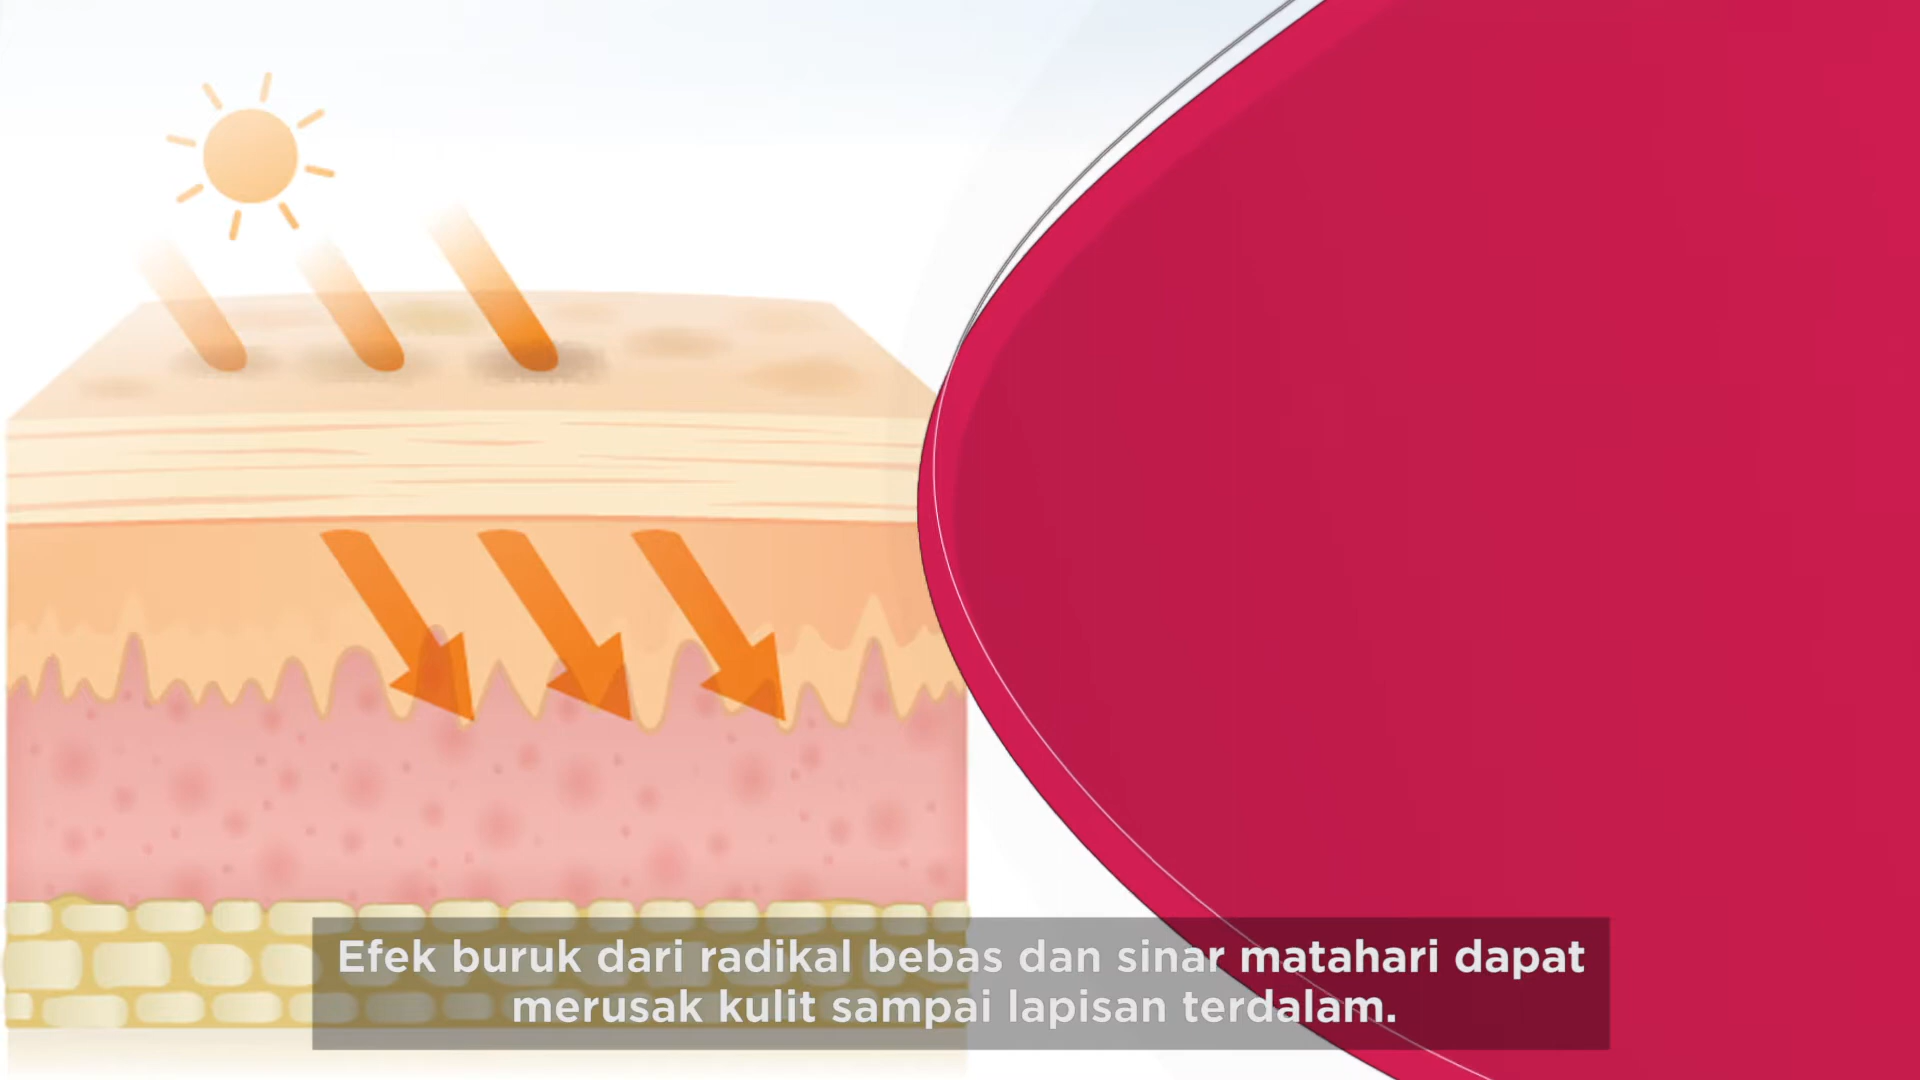 Efek buruk dari radikal bebas dan sinar matahari dapat
merusak kulit sampai lapisan terdalam.